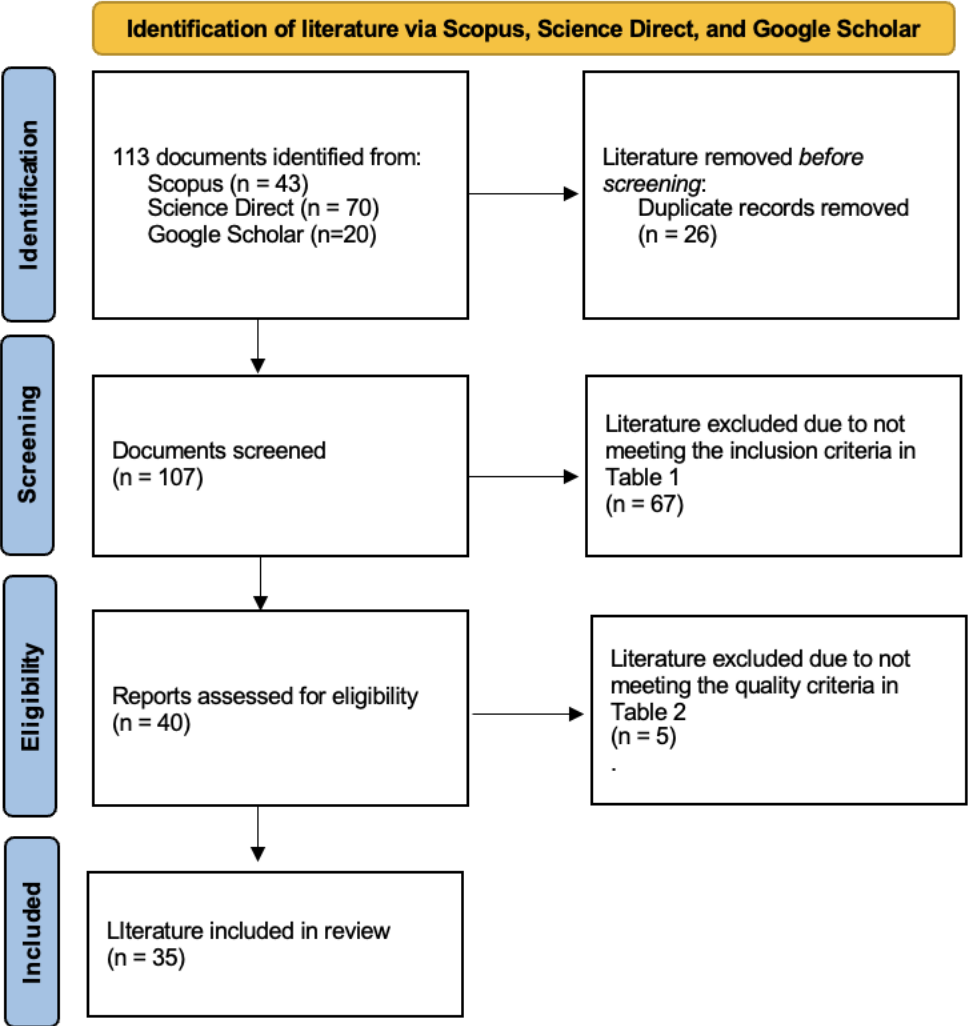 Identification of literature via Scopus, Science Direct, and Google Scholar
Identification
113 documents identified from:
Scopus (n = 43)
Science Direct (n = 70)
Google Scholar (n=20)
Literature removed before
screening:
Duplicate records removed
(n = 26)
Screening
Documents screened
(n = 107)
Literature excluded due to not
meeting the inclusion criteria in
Table 1
(n = 67)
Eligibility
Reports assessed for eligibility
(n = 40)
Literature excluded due to not
meeting the quality criteria in
Table 2
(n = 5)
.
Included
LIterature included in review
(n = 35)